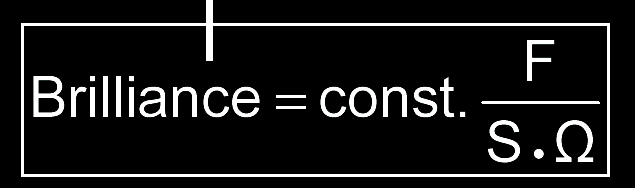 Brilliance = const. F / S . Ω